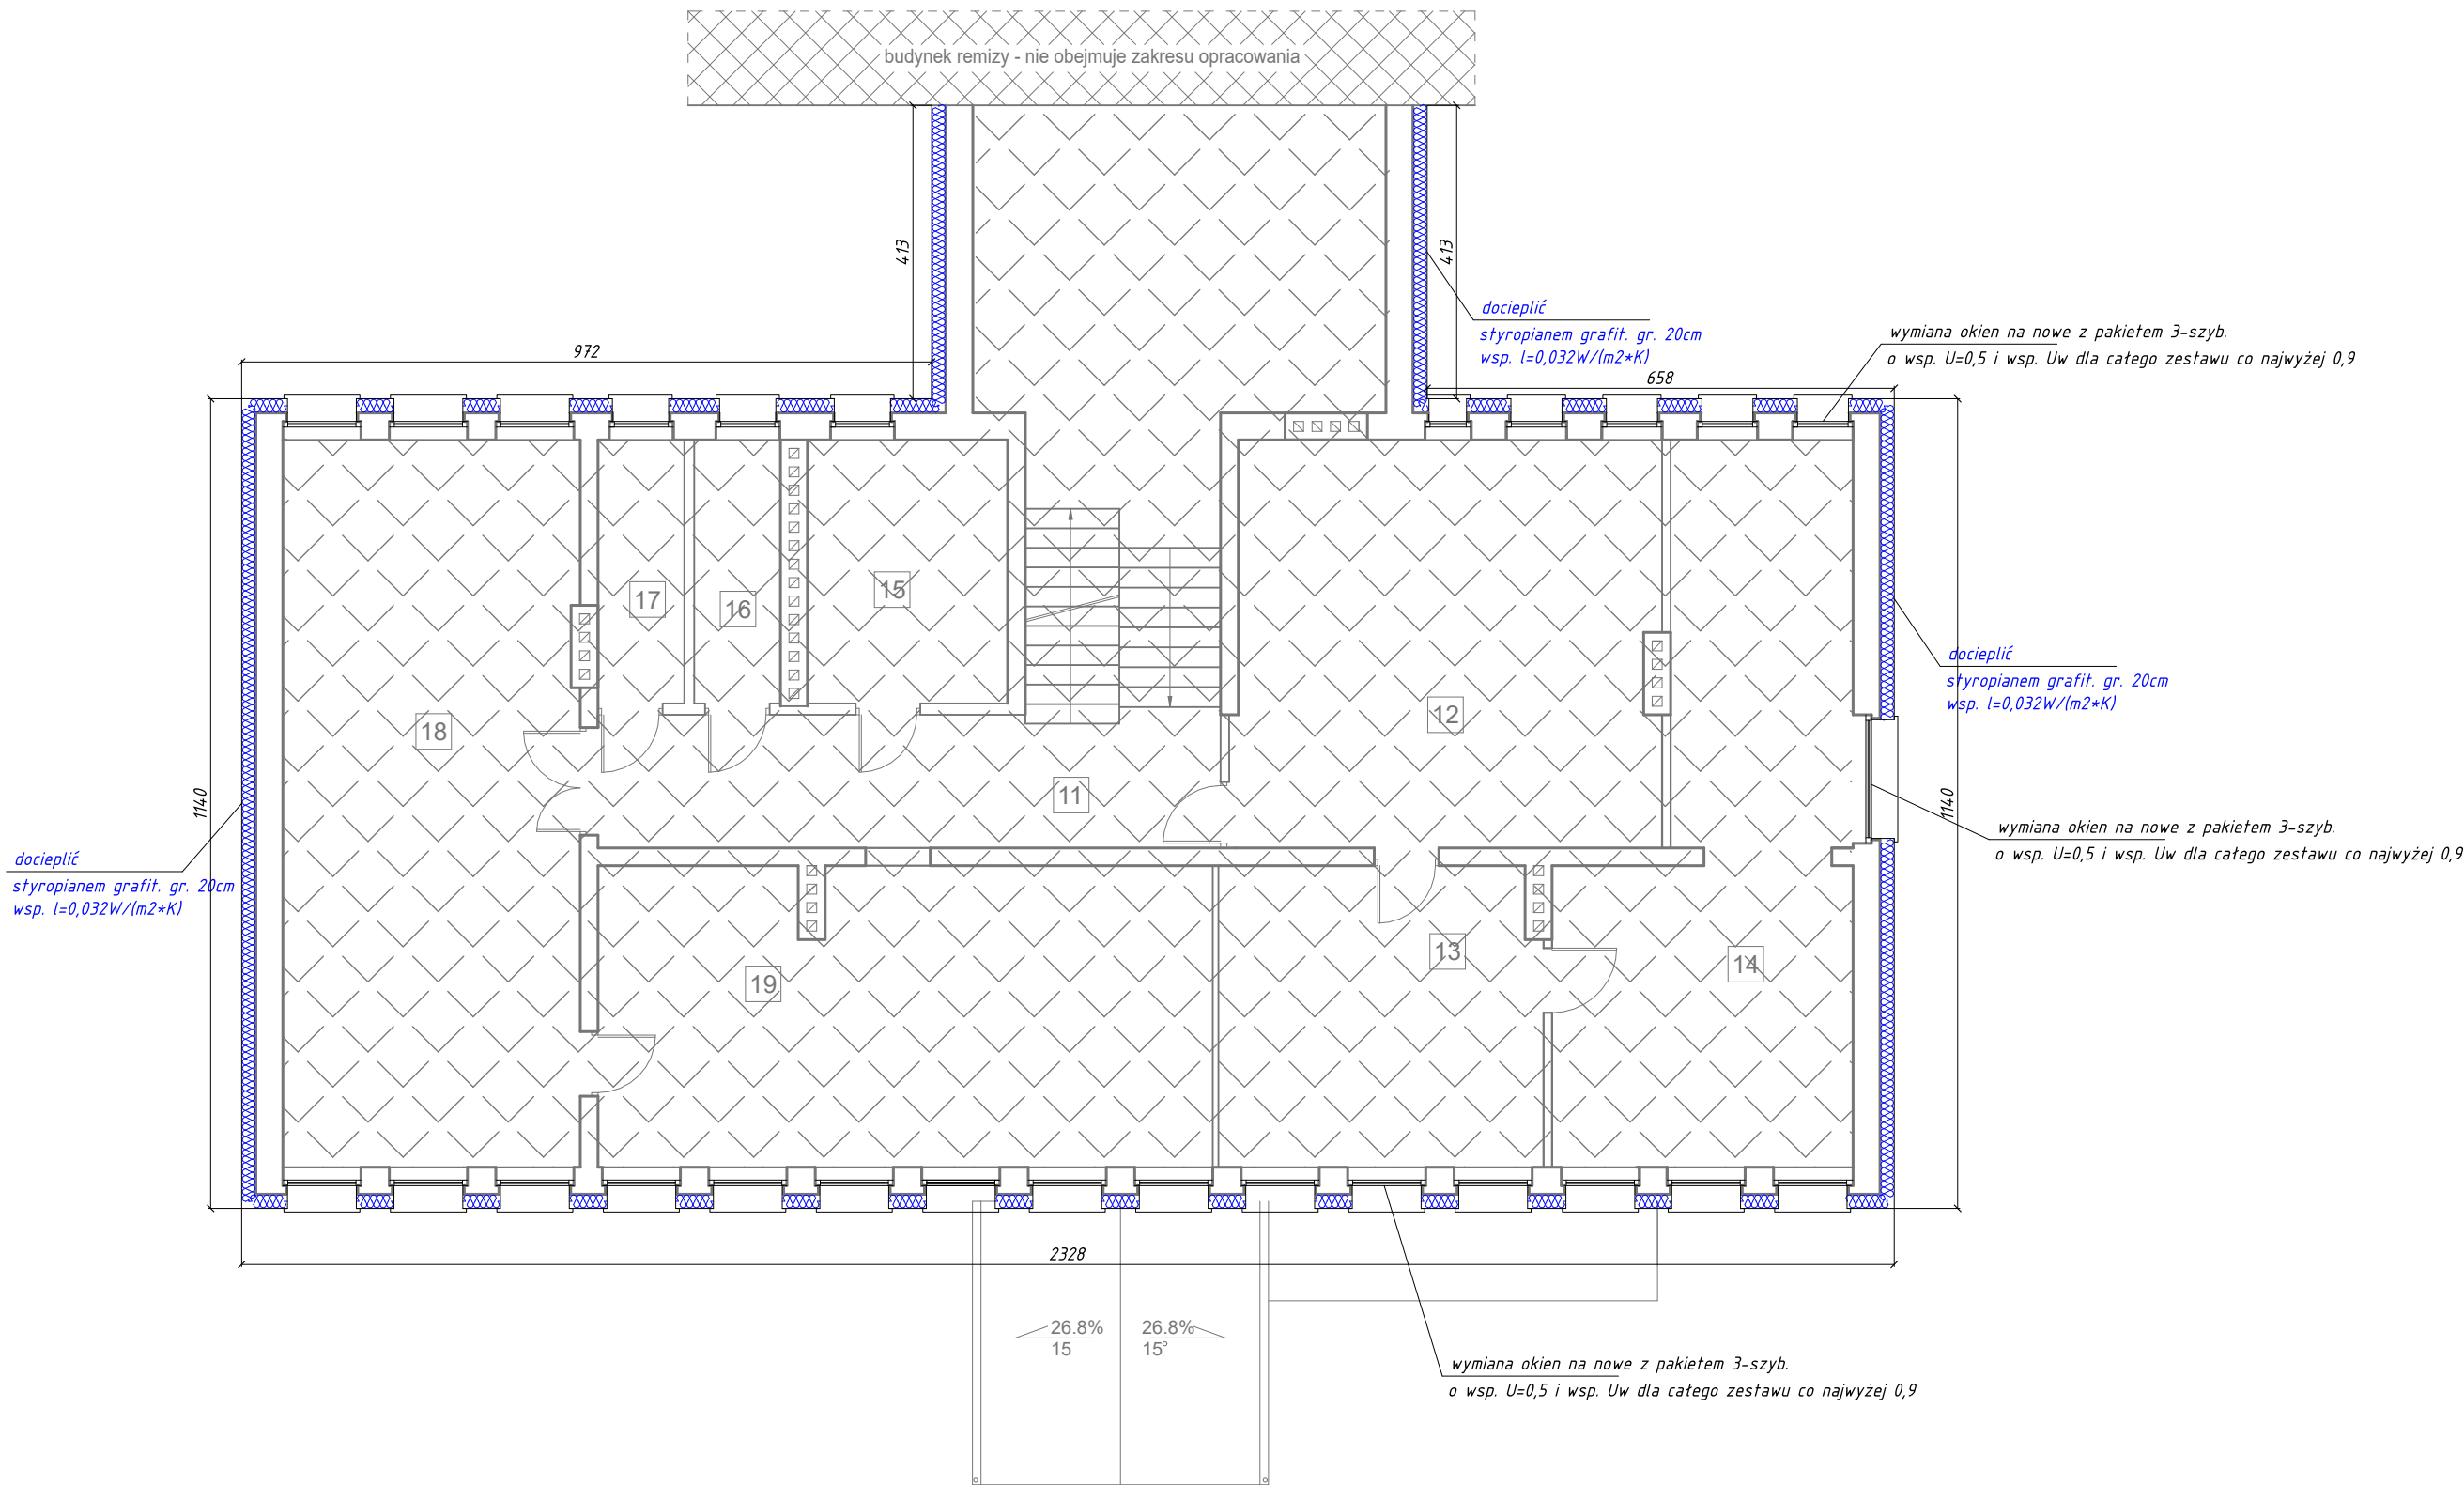 budynek remizy - nie obejmuje zakresu opracowania
413
413
docieplić
styropianem grafit. gr. 20cm
wsp. l=0,032W/(m2*K)
wymiana okien na nowe z pakietem 3-szyb.
o wsp. U=0,5 i wsp. Uw dla całego zestawu co najwyżej 0,9
972
658
17
16
15
docieplić
styropianem grafit. gr. 20cm
wsp. l=0,032W/(m2*K)
18
12
11
1140
1140
wymiana okien na nowe z pakietem 3-szyb.
o wsp. U=0,5 i wsp. Uw dla całego zestawu co najwyżej 0,9
docieplić
styropianem grafit. gr. 20cm
wsp. l=0,032W/(m2*K)
19
13
14
2328
26.8%
15
26.8%
15°
wymiana okien na nowe z pakietem 3-szyb.
o wsp. U=0,5 i wsp. Uw dla całego zestawu co najwyżej 0,9